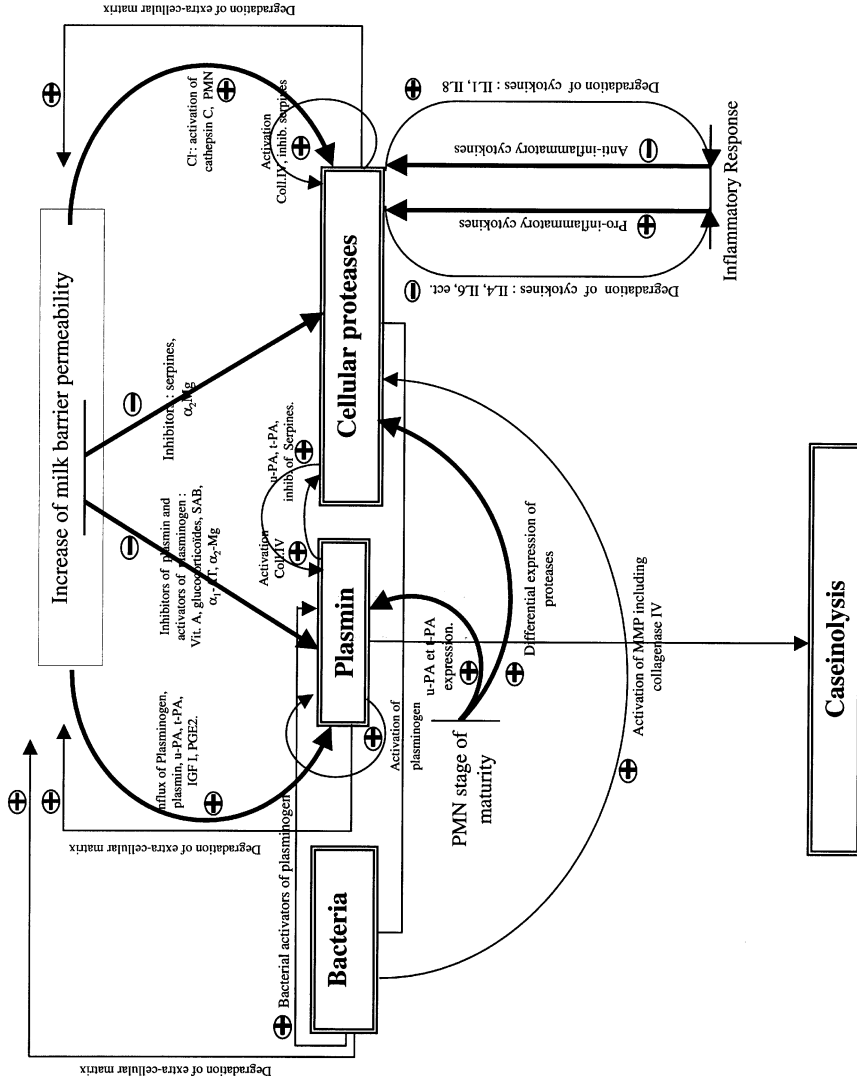 Degradation of extra-cellular matrix
Degradation of extra-cellular matrix
Degradation of extra-cellular matrix
Increase of milk barrier permeability
nflux of Plasminogen,
plasmin, u-PA, t-PA,
IGF I, PGE2.
Inhibitors of plasmin and
activators of plasminogen :
Vit. A, glucocorticoïdes, SAB,
α1-AT, α2-Mg
Inhibitors : serpines,
α2-Mg
Cl-: activation of
cathepsin C, PMN
Activation
Coll.IV, inhib. serpines
Bacterial activators of plasminogen
Activation
Coll.IV
u-PA, t-PA,
inhib. of Serpines.
Bacteria
Plasmin
Cellular proteases
Activation of
plasminogen
u-PA et t-PA
expression.
PMN stage of
maturity
Differential expression of
proteases
Activation of MMP including
collagenase IV
Degradation of cytokines : IL4, IL6, ect.
Pro-inflammatory cytokines
Anti-inflammatory cytokines
Degradation of cytokines : IL1, IL8
Inflammatory Response
Caseinolysis